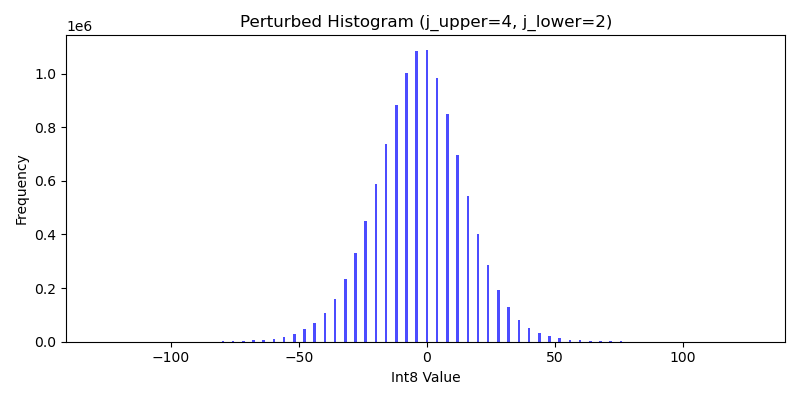 Perturbed Histogram (j_upper=4, j_lower=2)
1e6
1.0
0.8
0.6
0.4
0.2
0.0
Frequency
−100
−50
0
50
100
Int8 Value